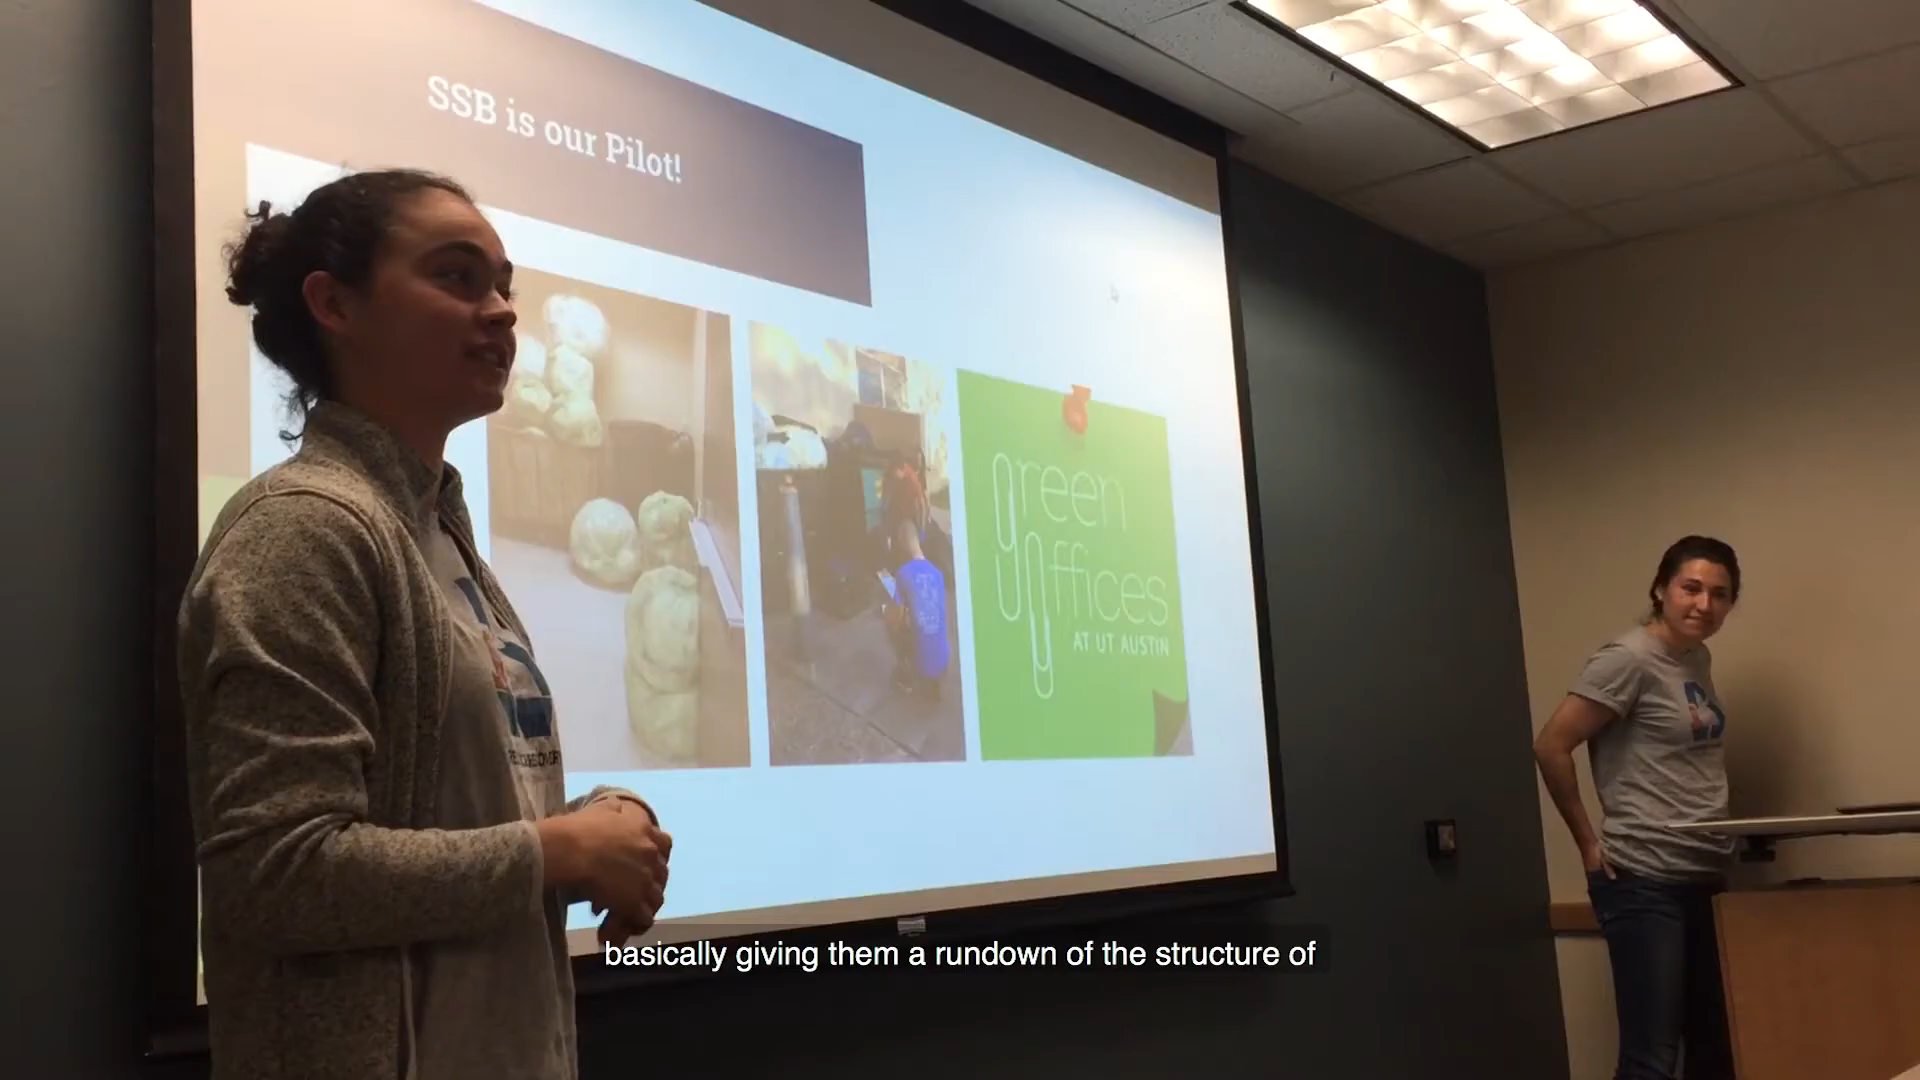 SSB is our Pilot!
green
offices
AT UT AUSTIN
basically giving them a rundown of the structure of